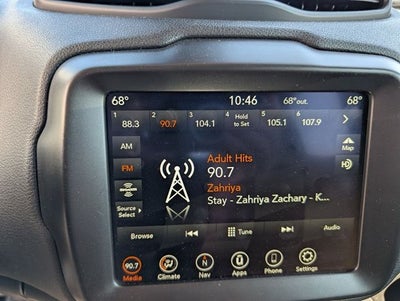 68° 10:46 68° out. 68°
1 88.3 2 90.7 3 104.1 4 Hold to Set 5 105.1 6 107.9
AM
Map
FM
HD
Adult Hits
90.7
Zahriya
Stay - Zahriya Zachary - K...
Source
Select
Browse Tune Audio
90.7
Media Climate Nav Apps Phone Settings